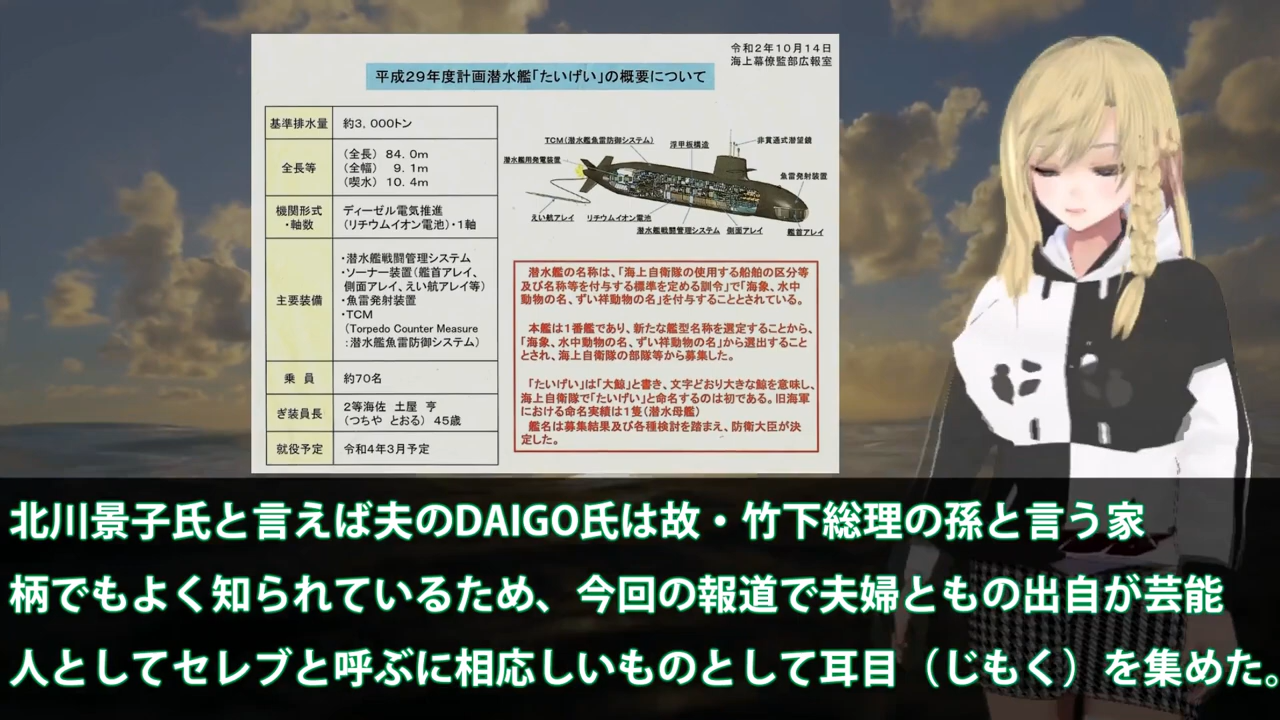 令和2年10月14日
海上幕僚監部広報室
平成29年度計画潜水艦「たいげい」の概要について
基準排水量
約3,000トン
全長等
(全長) 84.0m
(全幅) 9.1m
(喫水) 10.4m
機関形式
・軸数
ディーゼル電気推進
(リチウムイオン電池)・1軸
主要装備
・潜水艦戦闘管理システム
・ソーナー装置(艦首アレイ、
側面アレイ、えい航アレイ等)
・魚雷発射装置
・TCM
(Torpedo Counter Measure
:潜水艦魚雷防御システム)
乗 員
約70名
ぎ装員長
2等海佐 土屋 亨
(つちや とおる) 45歳
就役予定
令和4年3月予定
TCM(潜水艦魚雷防御システム)
浮甲板構造
非貫通式潜望鏡
潜水艦用発電装置
魚雷発射装置
えい航アレイ
リチウムイオン電池
潜水艦戦闘管理システム
側面アレイ
艦首アレイ
潜水艦の名称は、「海上自衛隊の使用する船舶の区分等
及び名称等を付与する標準を定める訓令」で「海象、水中
動物の名、ずい祥動物の名」を付与することとされている。
本艦は1番艦であり、新たな艦型名称を選定することから、
「海象、水中動物の名、ずい祥動物の名」から選出すること
とされ、海上自衛隊の部隊等から募集した。
「たいげい」は「大鯨」と書き、文字どおり大きな鯨を意味し、
海上自衛隊で「たいげい」と命名するのは初である。旧海軍
における命名実績は1隻(潜水母艦)
艦名は募集結果及び各種検討を踏まえ、防衛大臣が決
定した。
北川景子氏と言えば夫のDAIGO氏は故・竹下総理の孫と言う家
柄でもよく知られているため、今回の報道で夫婦ともの出自が芸能
人としてセレブと呼ぶに相応しいものとして耳目（じもく）を集めた。